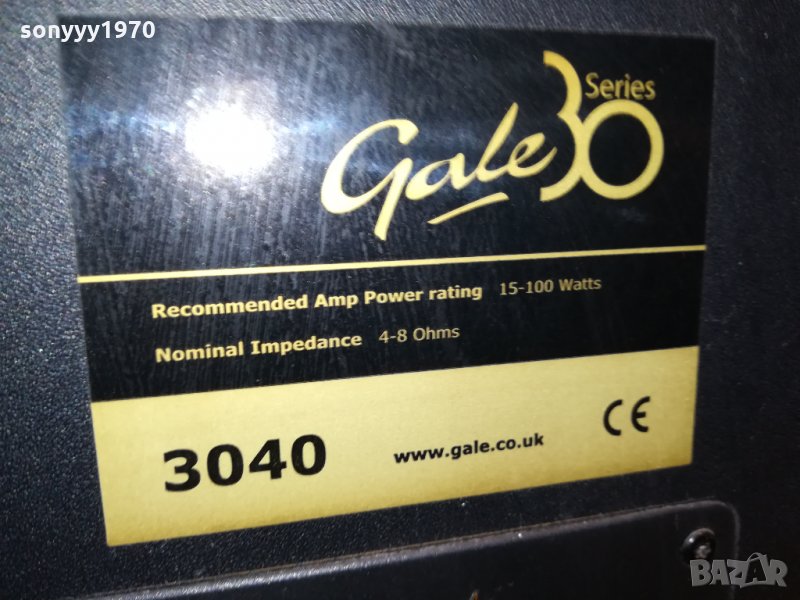 sonyyy1970
Gale 30 Series
Recommended Amp Power rating 15-100 Watts
Nominal Impedance 4-8 Ohms
3040 www.gale.co.uk CE
BAZAR